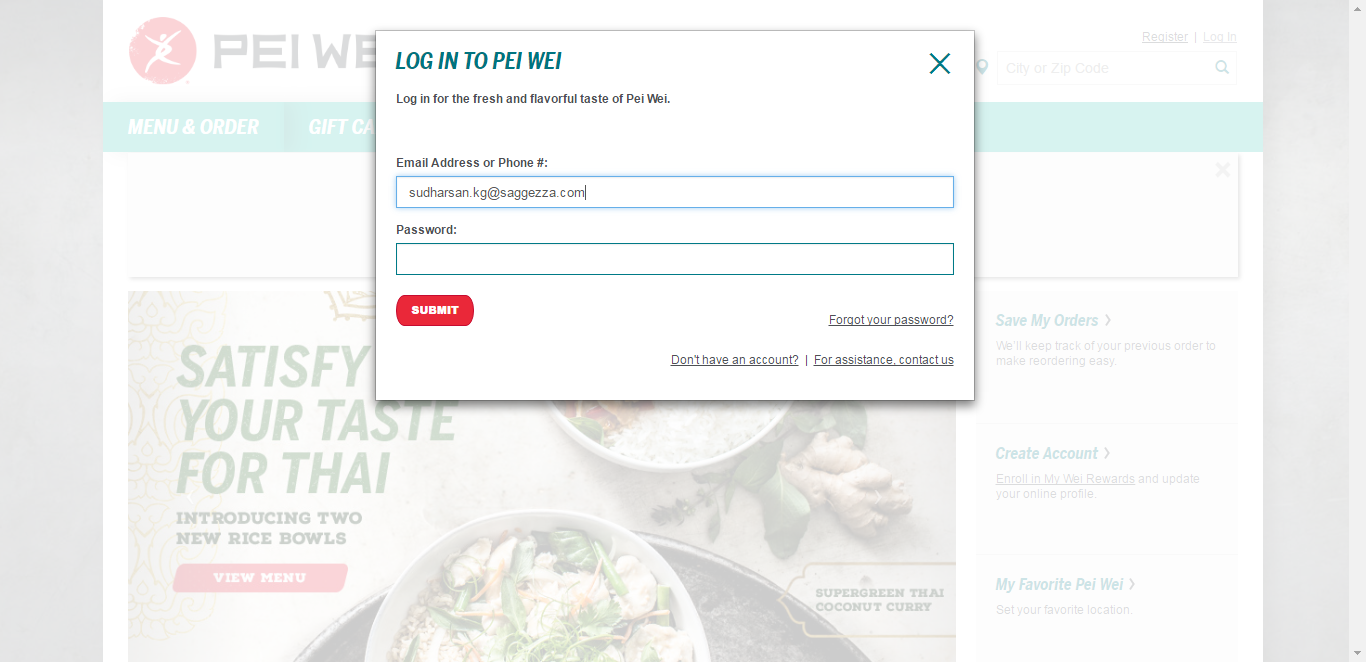 PEI WE
Register | Log In
City or Zip Code
MENU & ORDER
GIFT CA
LOG IN TO PEI WEI
Log in for the fresh and flavorful taste of Pei Wei.
Email Address or Phone #:
sudharsan.kg@saggezza.com
Password:
SUBMIT
Forgot your password?
Don't have an account? | For assistance, contact us
SATISFY
YOUR TASTE
FOR THAI
INTRODUCING TWO
NEW RICE BOWLS
VIEW MENU
SUPERGREEN THAI
COCONUT CURRY
Save My Orders
We'll keep track of your previous order to
make reordering easy.
Create Account
Enroll in My Wei Rewards and update
your online profile.
My Favorite Pei Wei
Set your favorite location.